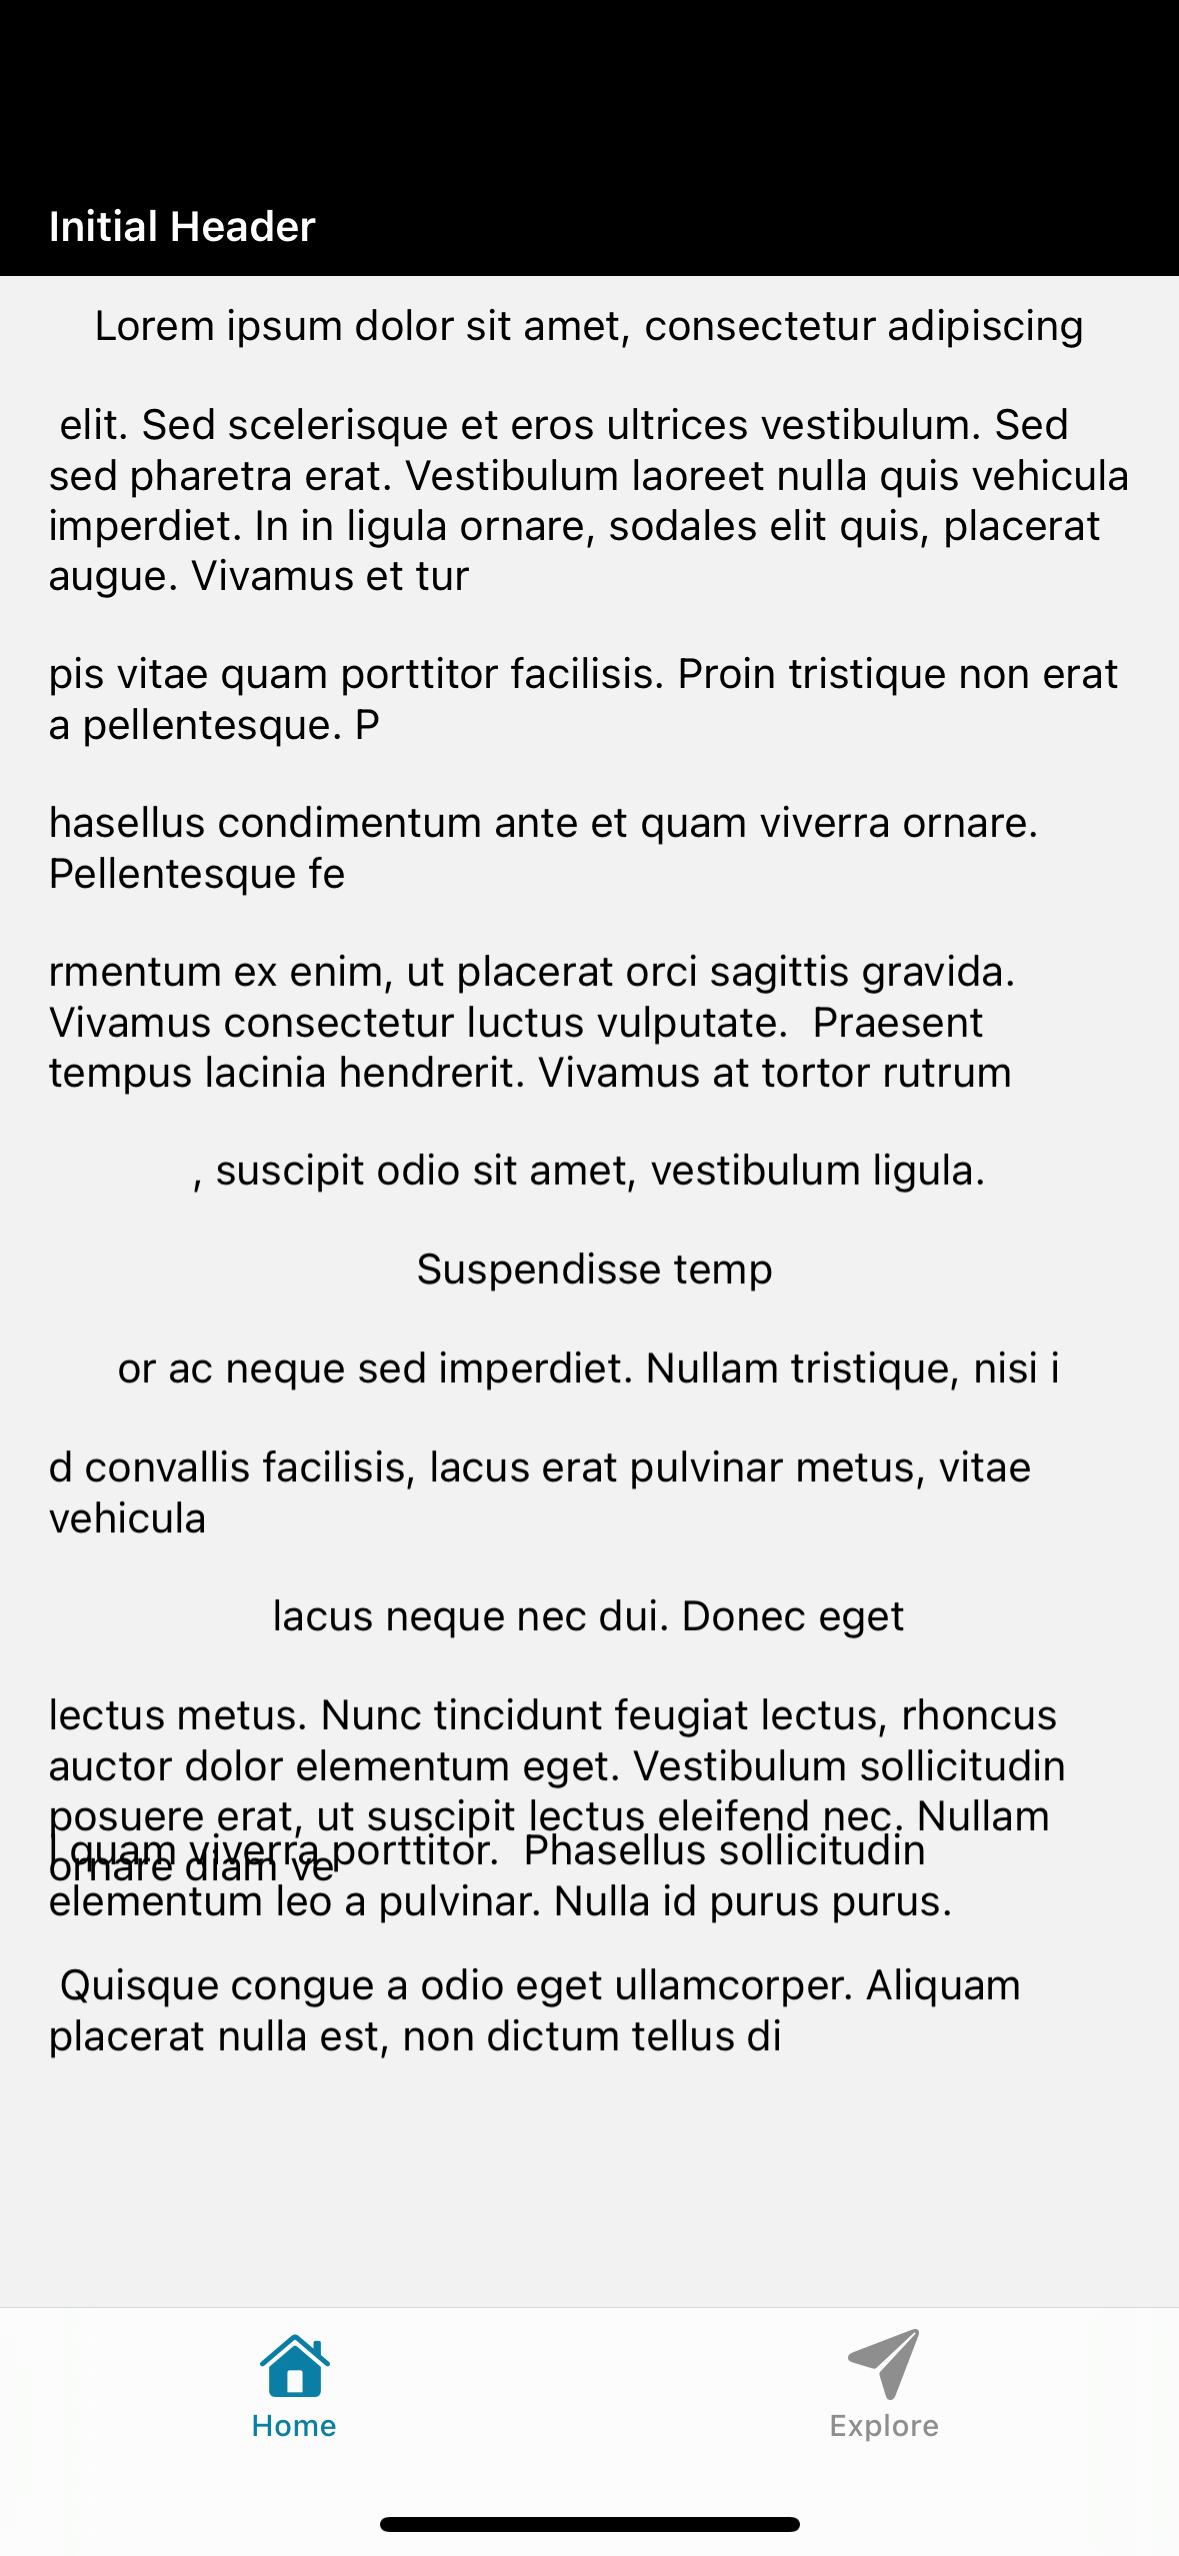 Initial Header
Lorem ipsum dolor sit amet, consectetur adipiscing
elit. Sed scelerisque et eros ultrices vestibulum. Sed
sed pharetra erat. Vestibulum laoreet nulla quis vehicula
imperdiet. In in ligula ornare, sodales elit quis, placerat
augue. Vivamus et tur
pis vitae quam porttitor facilisis. Proin tristique non erat
a pellentesque. P
hasellus condimentum ante et quam viverra ornare.
Pellentesque fe
rmentum ex enim, ut placerat orci sagittis gravida.
Vivamus consectetur luctus vulputate.  Praesent
tempus lacinia hendrerit. Vivamus at tortor rutrum
, suscipit odio sit amet, vestibulum ligula.
Suspendisse temp
or ac neque sed imperdiet. Nullam tristique, nisi i
d convallis facilisis, lacus erat pulvinar metus, vitae
vehicula
lacus neque nec dui. Donec eget
lectus metus. Nunc tincidunt feugiat lectus, rhoncus
auctor dolor elementum eget. Vestibulum sollicitudin
posuere erat, ut suscipit lectus eleifend nec. Nullam
ornare diam ve
l quam viverra porttitor.  Phasellus sollicitudin
elementum leo a pulvinar. Nulla id purus purus.
Quisque congue a odio eget ullamcorper. Aliquam
placerat nulla est, non dictum tellus di
Home
Explore